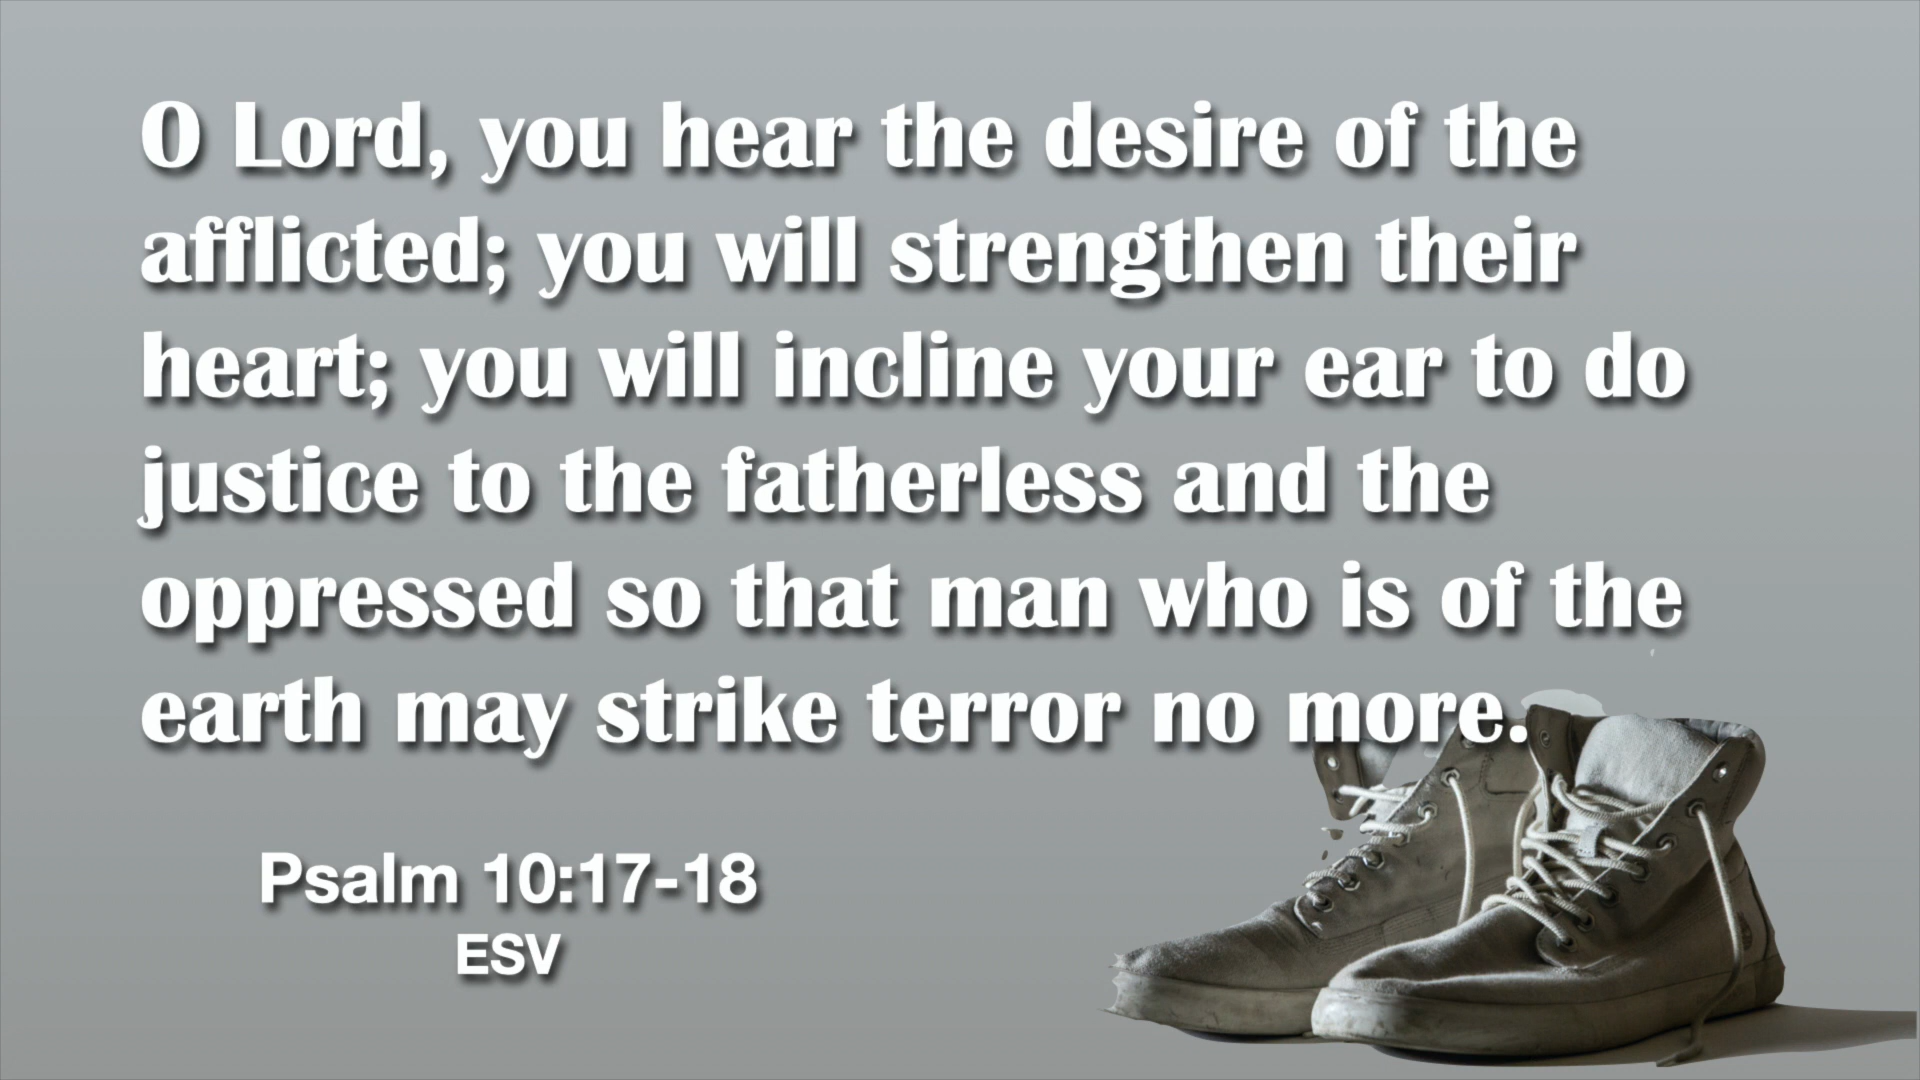 O Lord, you hear the desire of the
afflicted; you will strengthen their
heart; you will incline your ear to do
justice to the fatherless and the
oppressed so that man who is of the
earth may strike terror no more.
Psalm 10:17-18
ESV